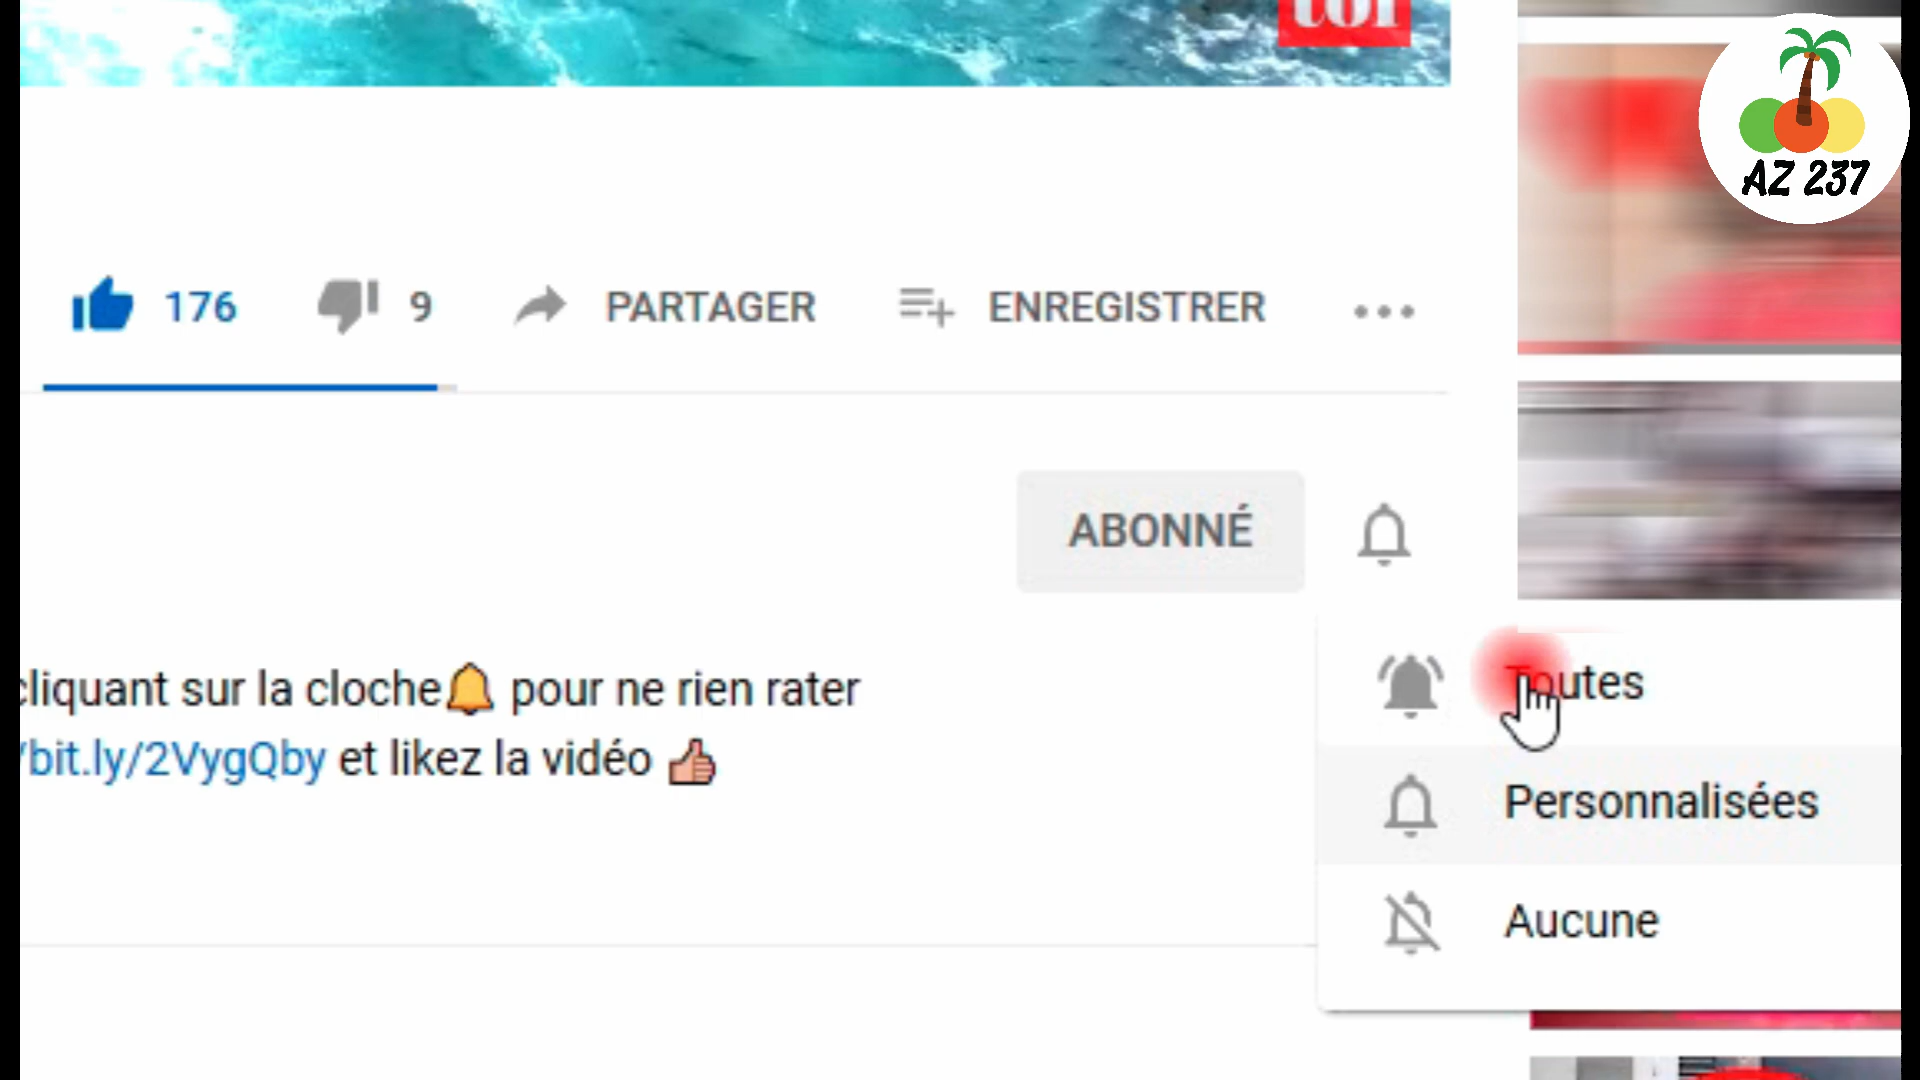 toi
AZ 237
176
9
PARTAGER
ENREGISTRER
ABONNÉ
cliquant sur la cloche🔔 pour ne rien rater
/bit.ly/2VygQby et likez la vidéo 👍
Toutes
Personnalisées
Aucune